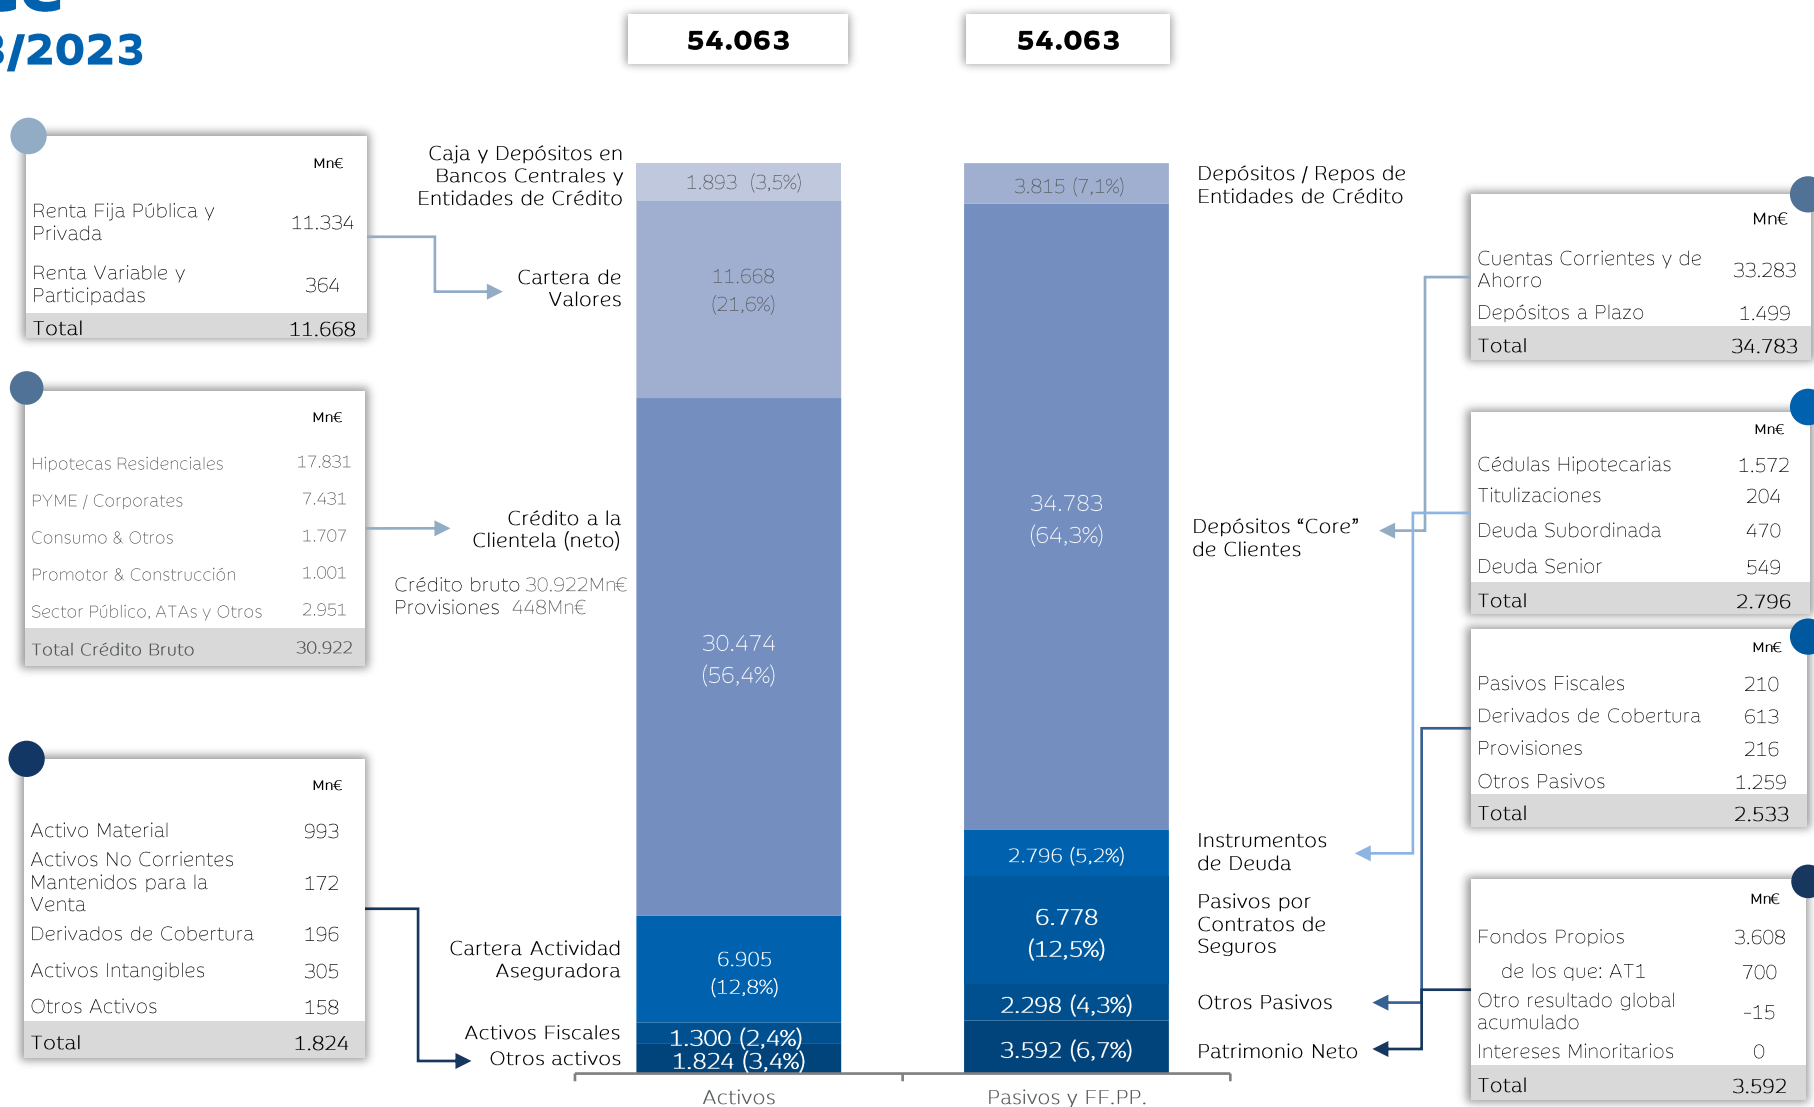 3/2023
54.063
54.063
Mn€
Renta Fija Pública y
Privada
11.334
Renta Variable y
Participadas
364
Total 11.668
Mn€
Hipotecas Residenciales 17.831
PYME / Corporates 7.431
Consumo & Otros 1.707
Promotor & Construcción 1.001
Sector Público, ATAs y Otros 2.951
Total Crédito Bruto 30.922
Mn€
Activo Material 993
Activos No Corrientes
Mantenidos para la
Venta
172
Derivados de Cobertura 196
Activos Intangibles 305
Otros Activos 158
Total 1.824
Caja y Depósitos en
Bancos Centrales y
Entidades de Crédito
Cartera de
Valores
Crédito a la
Clientela (neto)
Crédito bruto 30.922Mn€
Provisiones 448Mn€
Cartera Actividad
Aseguradora
Activos Fiscales
Otros activos
1.893 (3,5%)
11.668
(21,6%)
30.474
(56,4%)
6.905
(12,8%)
1.300 (2,4%)
1.824 (3,4%)
Activos
3.815 (7,1%)
34.783
(64,3%)
2.796 (5,2%)
6.778
(12,5%)
2.298 (4,3%)
3.592 (6,7%)
Pasivos y FF.PP.
Depósitos / Repos de
Entidades de Crédito
Depósitos “Core”
de Clientes
Instrumentos
de Deuda
Pasivos por
Contratos de
Seguros
Otros Pasivos
Patrimonio Neto
Mn€
Cuentas Corrientes y de
Ahorro
33.283
Depósitos a Plazo 1.499
Total 34.783
Mn€
Cédulas Hipotecarias 1.572
Titulizaciones 204
Deuda Subordinada 470
Deuda Senior 549
Total 2.796
Mn€
Pasivos Fiscales 210
Derivados de Cobertura 613
Provisiones 216
Otros Pasivos 1.259
Total 2.533
Mn€
Fondos Propios 3.608
de los que: AT1 700
Otro resultado global
acumulado
-15
Intereses Minoritarios 0
Total 3.592